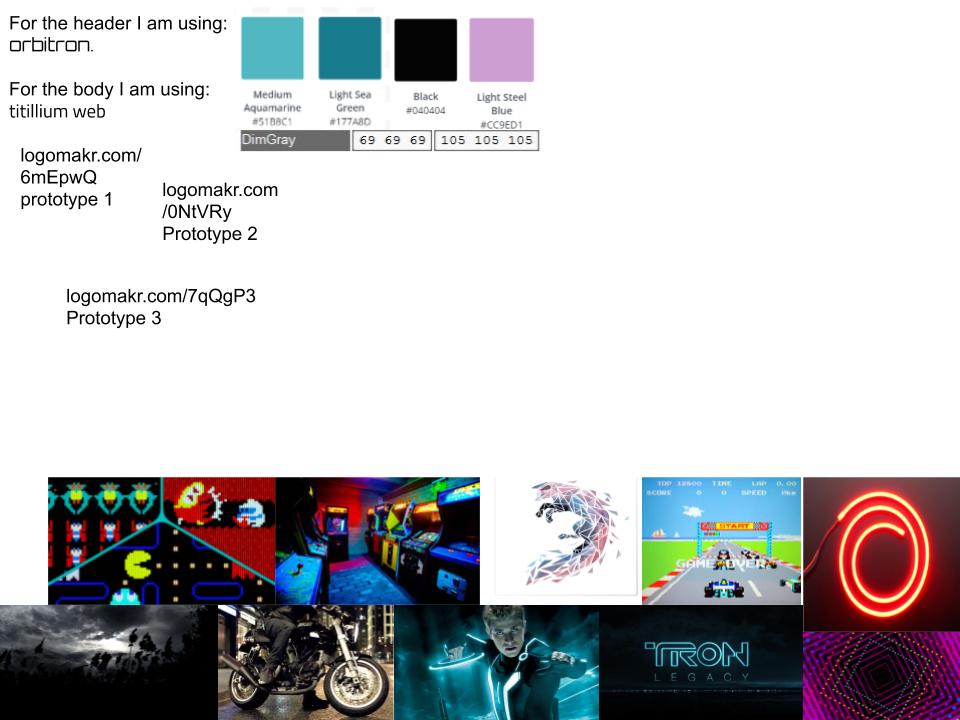 For the header I am using:
orbitron.
For the body I am using:
titillium web
Medium
Aquamarine
#51B8C1
Light Sea
Green
#177A8D
Black
#040404
Light Steel
Blue
#CC9ED1
DimGray 69 69 69 105 105 105
logomakr.com/
6mEpwQ
prototype 1
logomakr.com
/0NtVRy
Prototype 2
logomakr.com/7qQgP3
Prototype 3
TOP 12500 TIME LAP 0.00
SCORE 0 0 SPEED 0km
START
GAME OVER
TRON
LEGACY